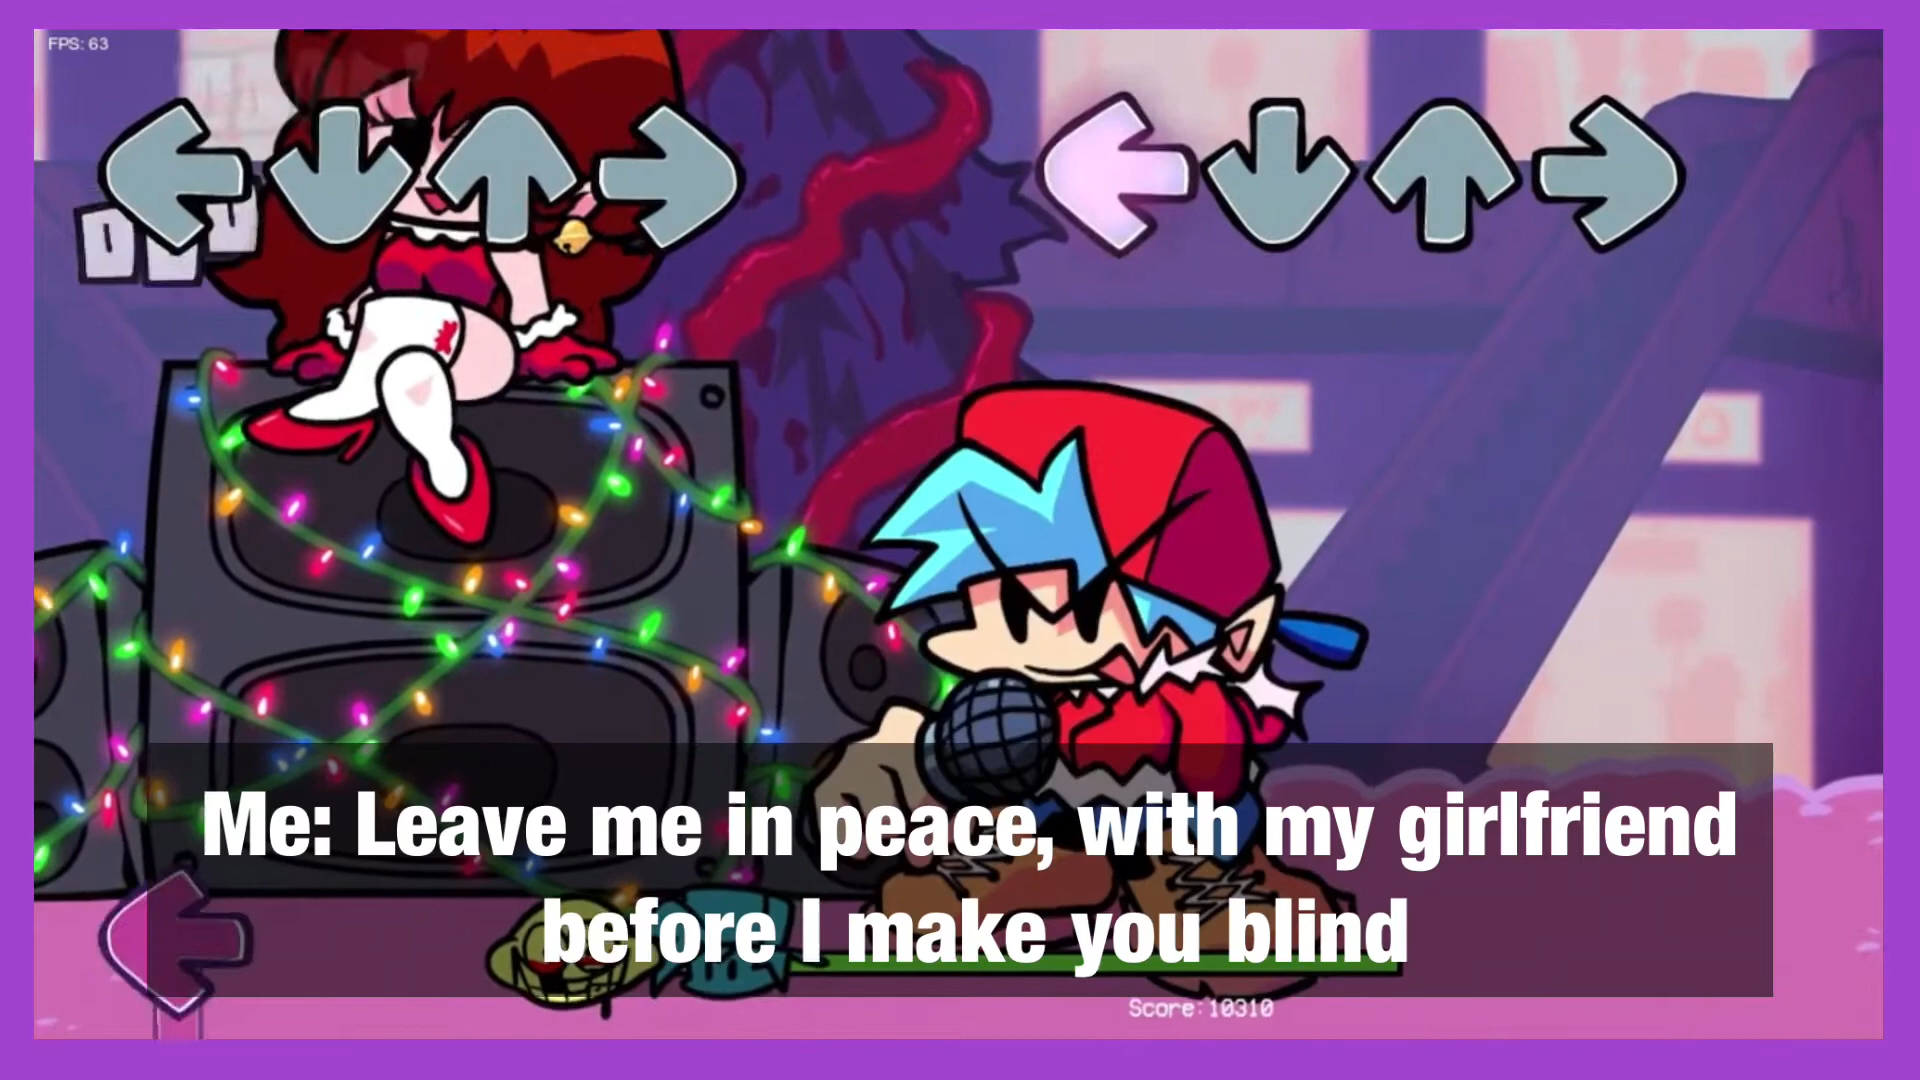 FPS: 63
Me: Leave me in peace, with my girlfriend
before I make you blind
Score:10310